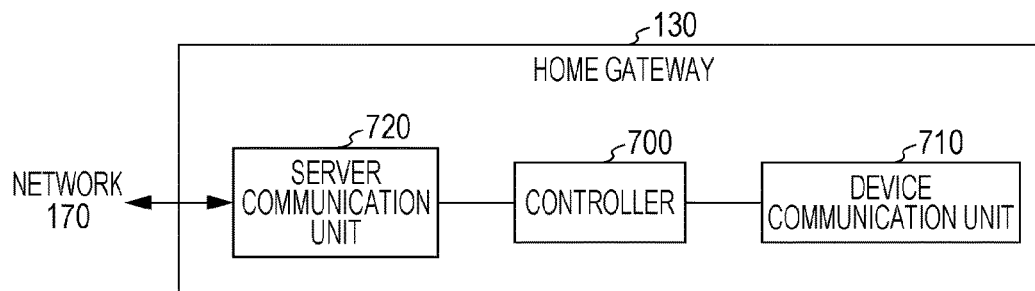 130
HOME GATEWAY
720
700
710
SERVER
COMMUNICATION
UNIT
CONTROLLER
DEVICE
COMMUNICATION UNIT
NETWORK
170